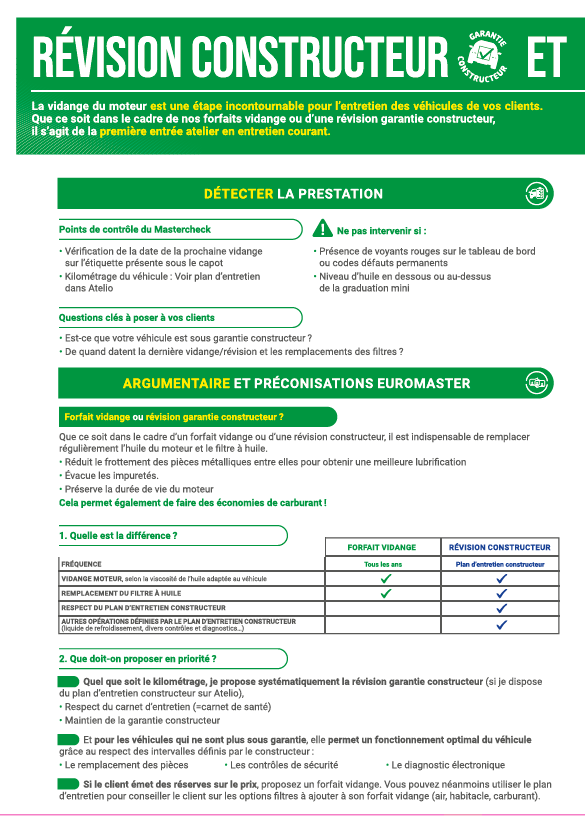 RÉVISION CONSTRUCTEUR GARANTIE CONSTRUCTEUR ET
La vidange du moteur est une étape incontournable pour l'entretien des véhicules de vos clients.
Que ce soit dans le cadre de nos forfaits vidange ou d'une révision garantie constructeur,
il s'agit de la première entrée atelier en entretien courant.
DÉTECTER LA PRESTATION
Points de contrôle du Mastercheck
• Vérification de la date de la prochaine vidange
sur l'étiquette présente sous le capot
• Kilométrage du véhicule : Voir plan d'entretien
dans Atelio
! Ne pas intervenir si :
• Présence de voyants rouges sur le tableau de bord
ou codes défauts permanents
• Niveau d'huile en dessous ou au-dessus
de la graduation mini
Questions clés à poser à vos clients
• Est-ce que votre véhicule est sous garantie constructeur ?
• De quand datent la dernière vidange/révision et les remplacements des filtres ?
ARGUMENTAIRE ET PRÉCONISATIONS EUROMASTER
Forfait vidange ou révision garantie constructeur ?
Que ce soit dans le cadre d'un forfait vidange ou d'une révision constructeur, il est indispensable de remplacer
régulièrement l'huile du moteur et le filtre à huile.
• Réduit le frottement des pièces métalliques entre elles pour obtenir une meilleure lubrification
• Évacue les impuretés.
• Préserve la durée de vie du moteur
Cela permet également de faire des économies de carburant !
1. Quelle est la différence ?
FORFAIT VIDANGE RÉVISION CONSTRUCTEUR
FRÉQUENCE Tous les ans Plan d'entretien constructeur
VIDANGE MOTEUR, selon la viscosité de l'huile adaptée au véhicule ✓ ✓
REMPLACEMENT DU FILTRE À HUILE ✓ ✓
RESPECT DU PLAN D'ENTRETIEN CONSTRUCTEUR ✓
AUTRES OPÉRATIONS DÉFINIES PAR LE PLAN D'ENTRETIEN CONSTRUCTEUR ✓
(liquide de refroidissement, divers contrôles et diagnostics...)
2. Que doit-on proposer en priorité ?
Quel que soit le kilométrage, je propose systématiquement la révision garantie constructeur (si je dispose
du plan d'entretien constructeur sur Atelio),
• Respect du carnet d'entretien (=carnet de santé)
• Maintien de la garantie constructeur
Et pour les véhicules qui ne sont plus sous garantie, elle permet un fonctionnement optimal du véhicule
grâce au respect des intervalles définis par le constructeur :
• Le remplacement des pièces • Les contrôles de sécurité • Le diagnostic électronique
Si le client émet des réserves sur le prix, proposez un forfait vidange. Vous pouvez néanmoins utiliser le plan
d'entretien pour conseiller le client sur les options filtres à ajouter à son forfait vidange (air, habitacle, carburant).